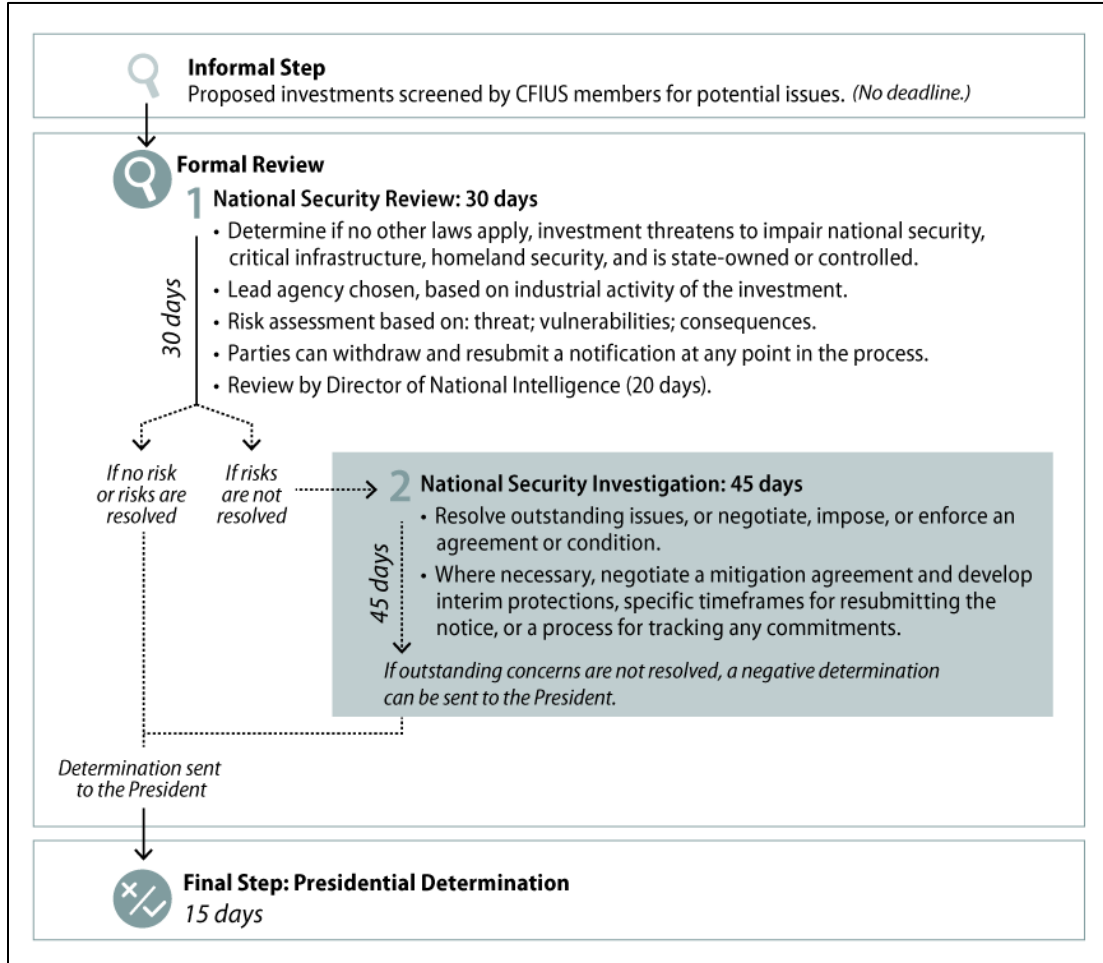 Informal Step
Proposed investments screened by CFIUS members for potential issues. (No deadline.)
Formal Review
1 National Security Review: 30 days
• Determine if no other laws apply, investment threatens to impair national security,
critical infrastructure, homeland security, and is state-owned or controlled.
• Lead agency chosen, based on industrial activity of the investment.
• Risk assessment based on: threat; vulnerabilities; consequences.
• Parties can withdraw and resubmit a notification at any point in the process.
• Review by Director of National Intelligence (20 days).
30 days
If no risk
or risks are
resolved
If risks
are not
resolved
2 National Security Investigation: 45 days
• Resolve outstanding issues, or negotiate, impose, or enforce an
agreement or condition.
• Where necessary, negotiate a mitigation agreement and develop
interim protections, specific timeframes for resubmitting the
notice, or a process for tracking any commitments.
45 days
If outstanding concerns are not resolved, a negative determination
can be sent to the President.
Determination sent
to the President
Final Step: Presidential Determination
15 days